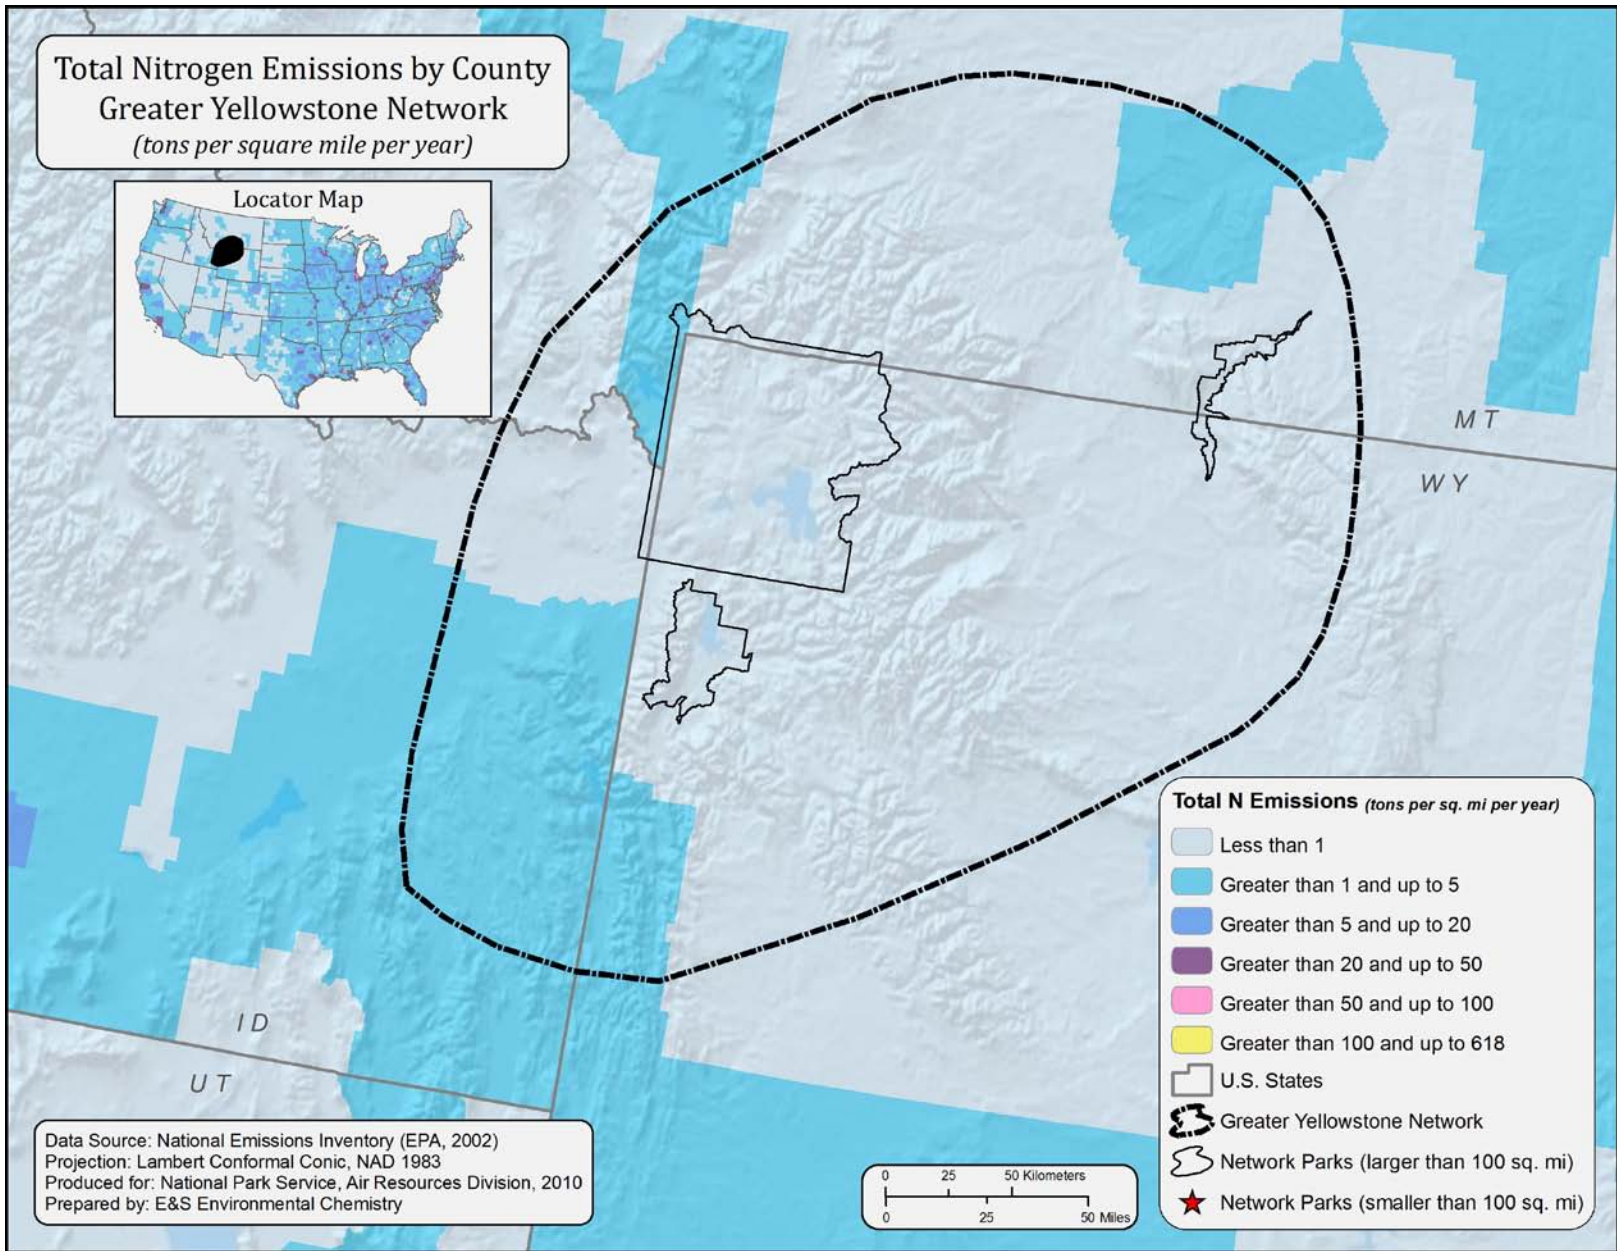 Total Nitrogen Emissions by County
Greater Yellowstone Network
(tons per square mile per year)
Locator Map
MT
WY
ID
UT
Total N Emissions (tons per sq. mi per year)
Less than 1
Greater than 1 and up to 5
Greater than 5 and up to 20
Greater than 20 and up to 50
Greater than 50 and up to 100
Greater than 100 and up to 618
U.S. States
Greater Yellowstone Network
Network Parks (larger than 100 sq. mi)
Network Parks (smaller than 100 sq. mi)
Data Source: National Emissions Inventory (EPA, 2002)
Projection: Lambert Conformal Conic, NAD 1983
Produced for: National Park Service, Air Resources Division, 2010
Prepared by: E&S Environmental Chemistry
0 25 50 Kilometers
0 25 50 Miles